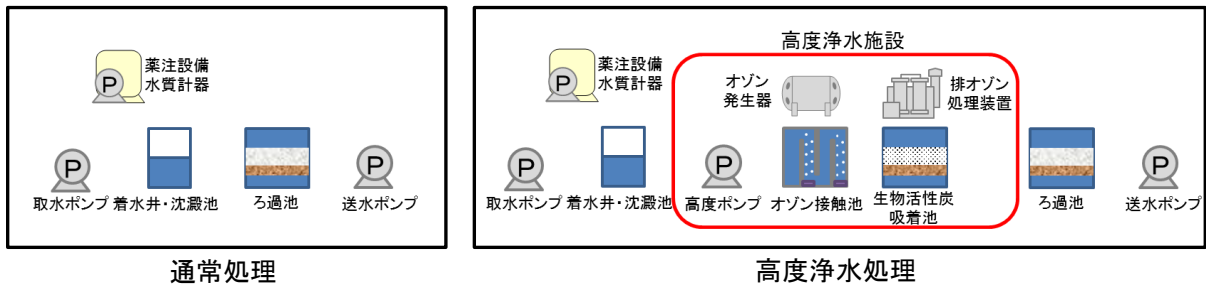 薬注設備
水質計器
P
P
P
取水ポンプ
着水井・沈澱池
ろ過池
送水ポンプ
通常処理
高度浄水施設
薬注設備
水質計器
P
オゾン
発生器
排オゾン
処理装置
P
P
P
取水ポンプ
着水井・沈澱池
高度ポンプ
オゾン接触池
生物活性炭
吸着池
ろ過池
送水ポンプ
高度浄水処理